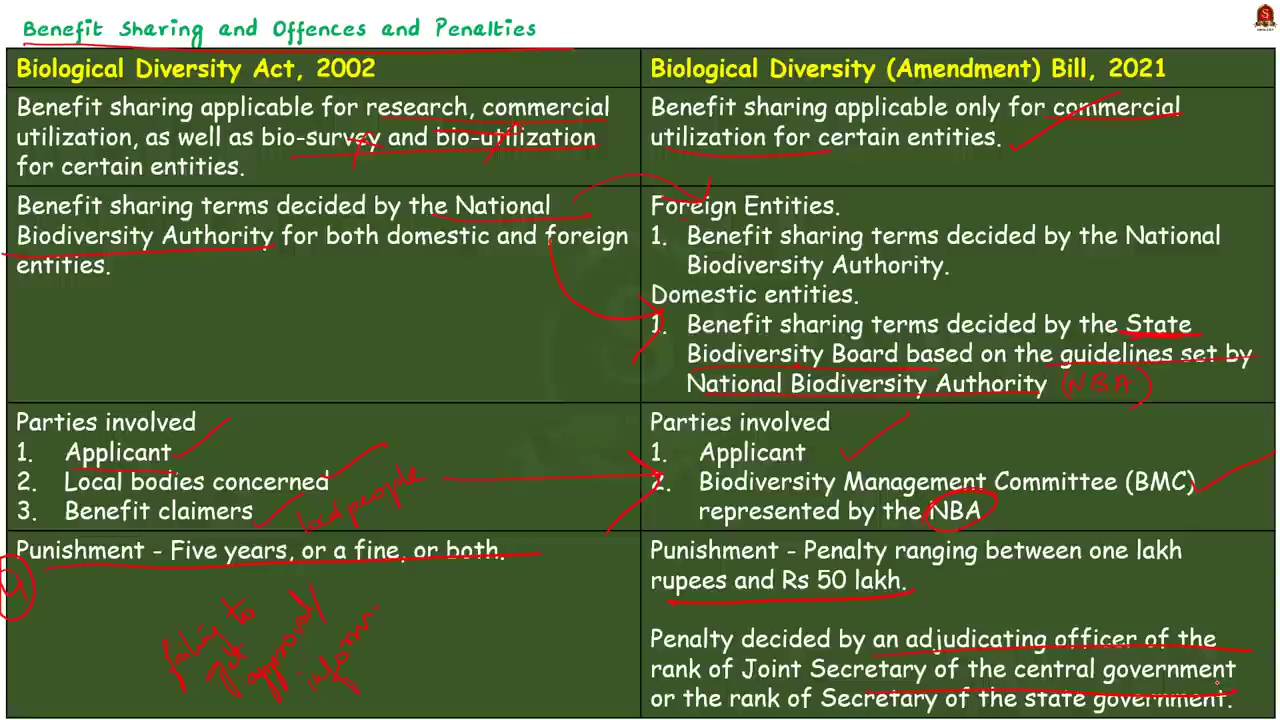 Benefit Sharing and Offences and Penalties
Biological Diversity Act, 2002
Benefit sharing applicable for research, commercial
utilization, as well as bio-survey and bio-utilization
for certain entities.
Benefit sharing terms decided by the National
Biodiversity Authority for both domestic and foreign
entities.
Parties involved
1. Applicant
2. Local bodies concerned
3. Benefit claimers
local people
Punishment - Five years, or a fine, or both.
failing to
get
approval/
inform.
Biological Diversity (Amendment) Bill, 2021
Benefit sharing applicable only for commercial
utilization for certain entities.
Foreign Entities.
1. Benefit sharing terms decided by the National
Biodiversity Authority.
Domestic entities.
1. Benefit sharing terms decided by the State
Biodiversity Board based on the guidelines set by
National Biodiversity Authority (NBA)
Parties involved
1. Applicant
2. Biodiversity Management Committee (BMC)
represented by the NBA
Punishment - Penalty ranging between one lakh
rupees and Rs 50 lakh.
Penalty decided by an adjudicating officer of the
rank of Joint Secretary of the central government
or the rank of Secretary of the state government.